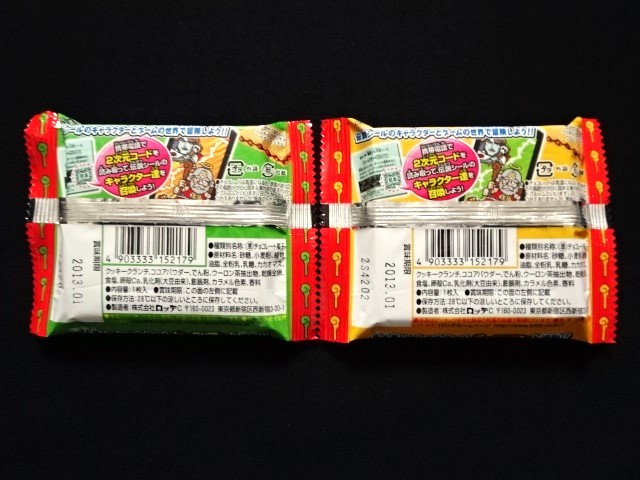 シールのキャラクターとゲームの世界で冒険しよう!!
携帯電話で
2次元コードを
読み取って、伝説シールの
キャラクター達を
召喚しよう!
外袋
4903333152179
賞味期限
2013.01
●種類別名称:(準)チョコレート菓子
●原材料名:砂糖、小麦粉、植物
油脂、全粉乳、乳糖、カカオマス、
クッキークランチ、ココアパウダー、でん粉、ウーロン茶抽出物、乾燥全卵、
食塩、卵殻Ca、乳化剤(大豆由来)、膨脹剤、カラメル色素、香料
●内容量:1枚入 ●賞味期限:この面の左側に記載
●保存方法:28℃以下の涼しいところに保存してください。
●製造者:株式会社ロッテC 〒160-0023 東京都新宿区西新宿3-20-1
シールのキャラクターとゲームの世界で冒険しよう!!
携帯電話で
2次元コードを
読み取って、伝説シールの
キャラクター達を
召喚しよう!
外袋
4903333152179
賞味期限
2013.01
234202
●種類別名称:(準)チョコレー
●原材料名:砂糖、小麦
油脂、全粉乳、乳糖、カ
クッキークランチ、ココアパウダー、でん粉、ウーロン茶抽出物、
食塩、卵殻Ca、乳化剤(大豆由来)、膨脹剤、カラメル色素、香料
●内容量:1枚入 ●賞味期限:この面の左側に記載
●保存方法:28℃以下の涼しいところに保存してください。
●製造者:株式会社ロッテC 〒160-0023 東京都新宿区西新宿3